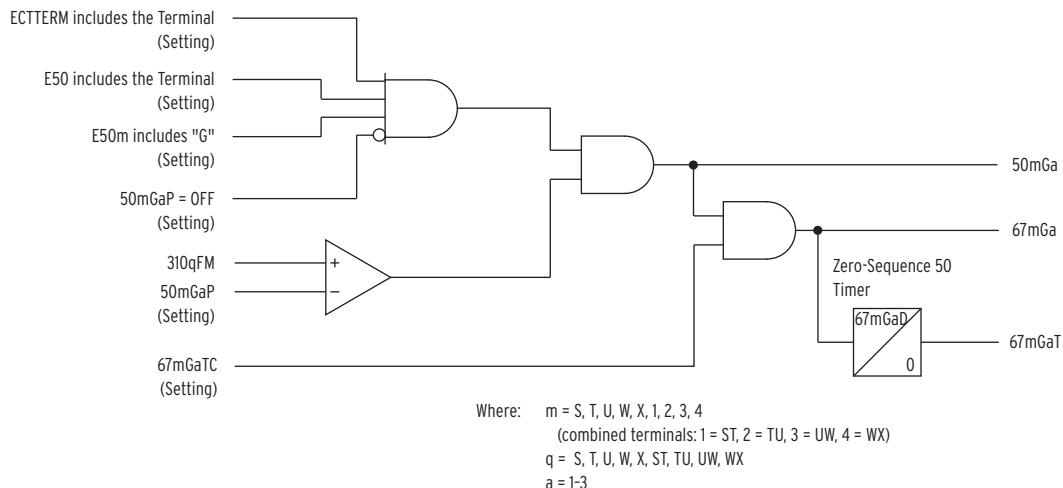 ECTTERM includes the Terminal
(Setting)
E50 includes the Terminal
(Setting)
E50m includes "G"
(Setting)
50mGaP = OFF
(Setting)
310qFM
50mGaP
(Setting)
67mGaTC
(Setting)
+
–
50mGa
67mGa
Zero-Sequence 50
Timer
67mGaD
0
67mGaT
Where: m = S, T, U, W, X, 1, 2, 3, 4
(combined terminals: 1 = ST, 2 = TU, 3 = UW, 4 = WX)
q = S, T, U, W, X, ST, TU, UW, WX
a = 1–3